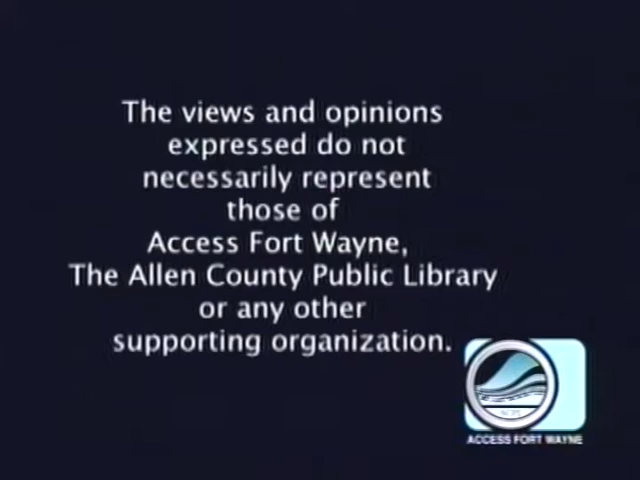 The views and opinions
expressed do not
necessarily represent
those of
Access Fort Wayne,
The Allen County Public Library
or any other
supporting organization.
ACCESS FORT WAYNE